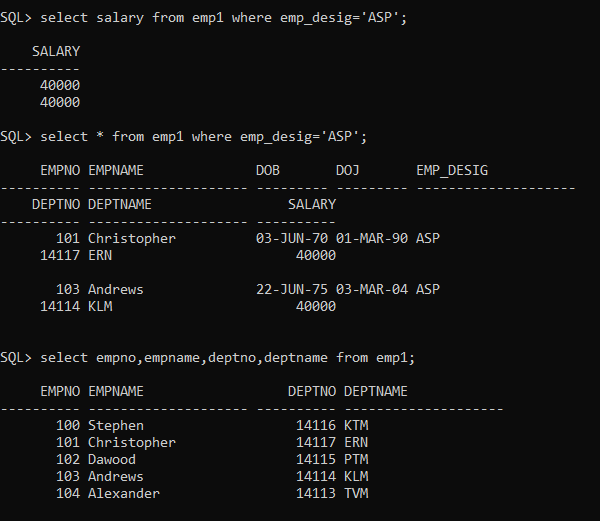 SQL> select salary from emp1 where emp_desig='ASP';
    SALARY
----------
     40000
     40000
SQL> select * from emp1 where emp_desig='ASP';
     EMPNO EMPNAME              DOB       DOJ       EMP_DESIG
---------- -------------------- --------- --------- --------------------
    DEPTNO DEPTNAME                 SALARY
---------- -------------------- ----------
       101 Christopher          03-JUN-70 01-MAR-90 ASP
     14117 ERN                       40000
       103 Andrews              22-JUN-75 03-MAR-04 ASP
     14114 KLM                       40000
SQL> select empno,empname,deptno,deptname from emp1;
     EMPNO EMPNAME                  DEPTNO DEPTNAME
---------- -------------------- ---------- --------------------
       100 Stephen                   14116 KTM
       101 Christopher               14117 ERN
       102 Dawood                    14115 PTM
       103 Andrews                   14114 KLM
       104 Alexander                 14113 TVM